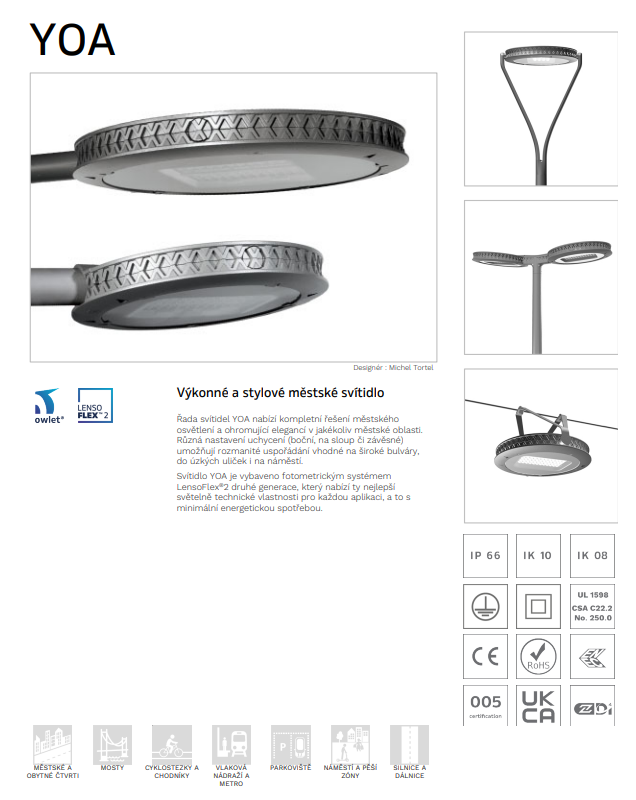 YOA
Designér : Michel Tortel
owlet®
LENSO
FLEX™2
Výkonné a stylové městské svítidlo
Řada svítidel YOA nabízí kompletní řešení městského
osvětlení a ohromující elegancí v jakékoliv městské oblasti.
Různá nastavení uchycení (boční, na sloup či závěsné)
umožňují rozmanité uspořádání vhodné na široké bulváry,
do úzkých uliček i na náměstí.
Svítidlo YOA je vybaveno fotometrickým systémem
LensoFlex®2 druhé generace, který nabízí ty nejlepší
světelně technické vlastnosti pro každou aplikaci, a to s
minimální energetickou spotřebou.
IP 66
IK 10
IK 08
UL 1598
CSA C22.2
No. 250.0
CE
RoHS
005
certification
UK
CA
MĚSTSKÉ A
OBYTNÉ ČTVRTI
MOSTY
CYKLOSTEZKY A
CHODNÍKY
VLAKOVÁ
NÁDRAŽÍ A
METRO
P
PARKOVIŠTĚ
NÁMĚSTÍ A PĚŠÍ
ZÓNY
SILNICE A
DÁLNICE